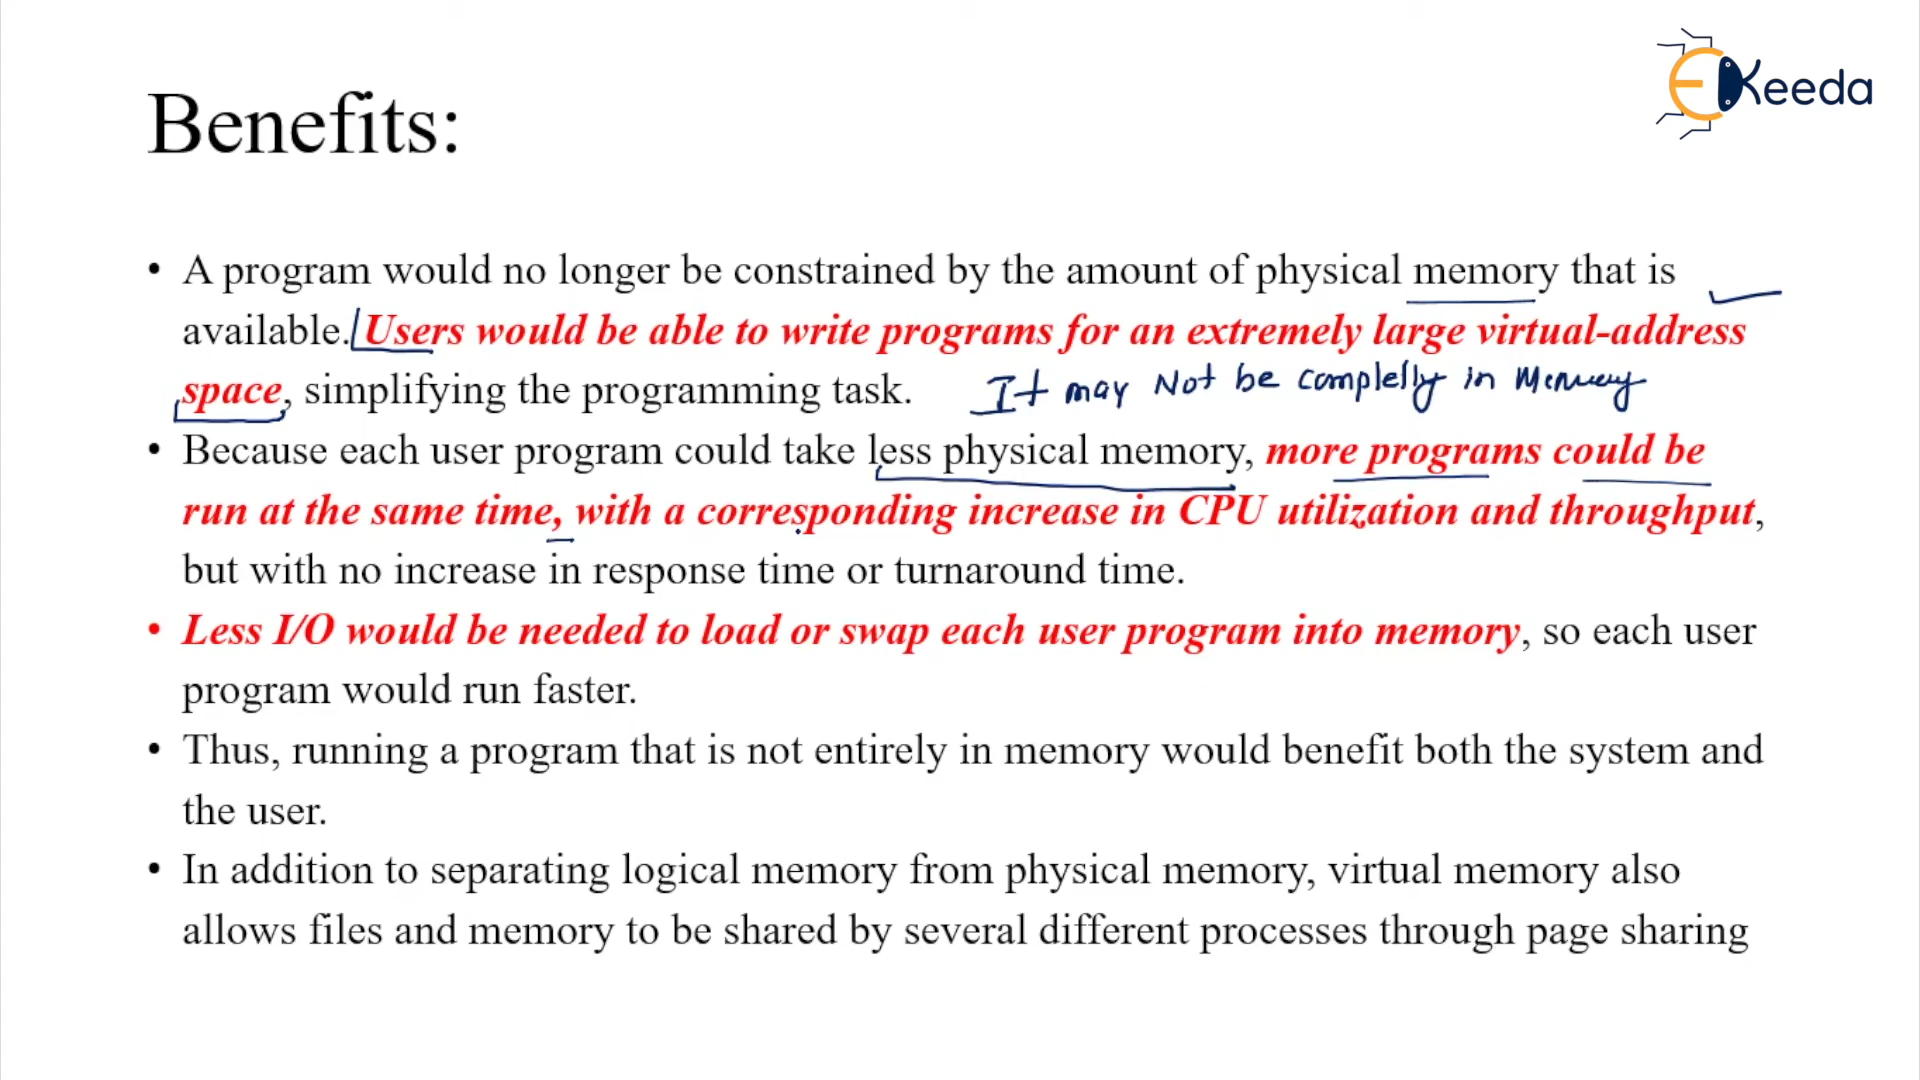 EKeeda
Benefits:
• A program would no longer be constrained by the amount of physical memory that is
available. Users would be able to write programs for an extremely large virtual-address
space, simplifying the programming task. It may Not be complelly in Memory
• Because each user program could take less physical memory, more programs could be
run at the same time, with a corresponding increase in CPU utilization and throughput,
but with no increase in response time or turnaround time.
• Less I/O would be needed to load or swap each user program into memory, so each user
program would run faster.
• Thus, running a program that is not entirely in memory would benefit both the system and
the user.
• In addition to separating logical memory from physical memory, virtual memory also
allows files and memory to be shared by several different processes through page sharing